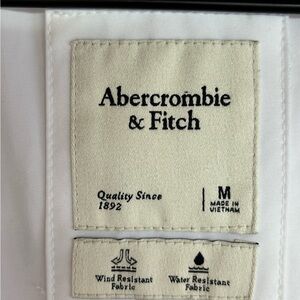 Abercrombie
& Fitch
Quality Since
1892
M
MADE IN
VIETNAM
Wind Resistant
Fabric
Water Resistant
Fabric